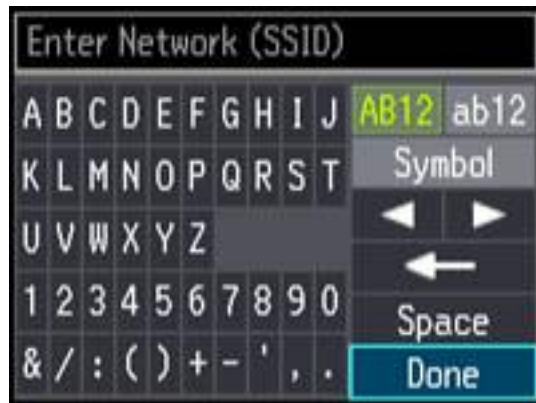 Enter Network (SSID)
A B C D E F G H I J AB12 ab12
K L M N O P Q R S T Symbol
U V W X Y Z
1 2 3 4 5 6 7 8 9 0 Space
& / : ( ) + - ' , . Done